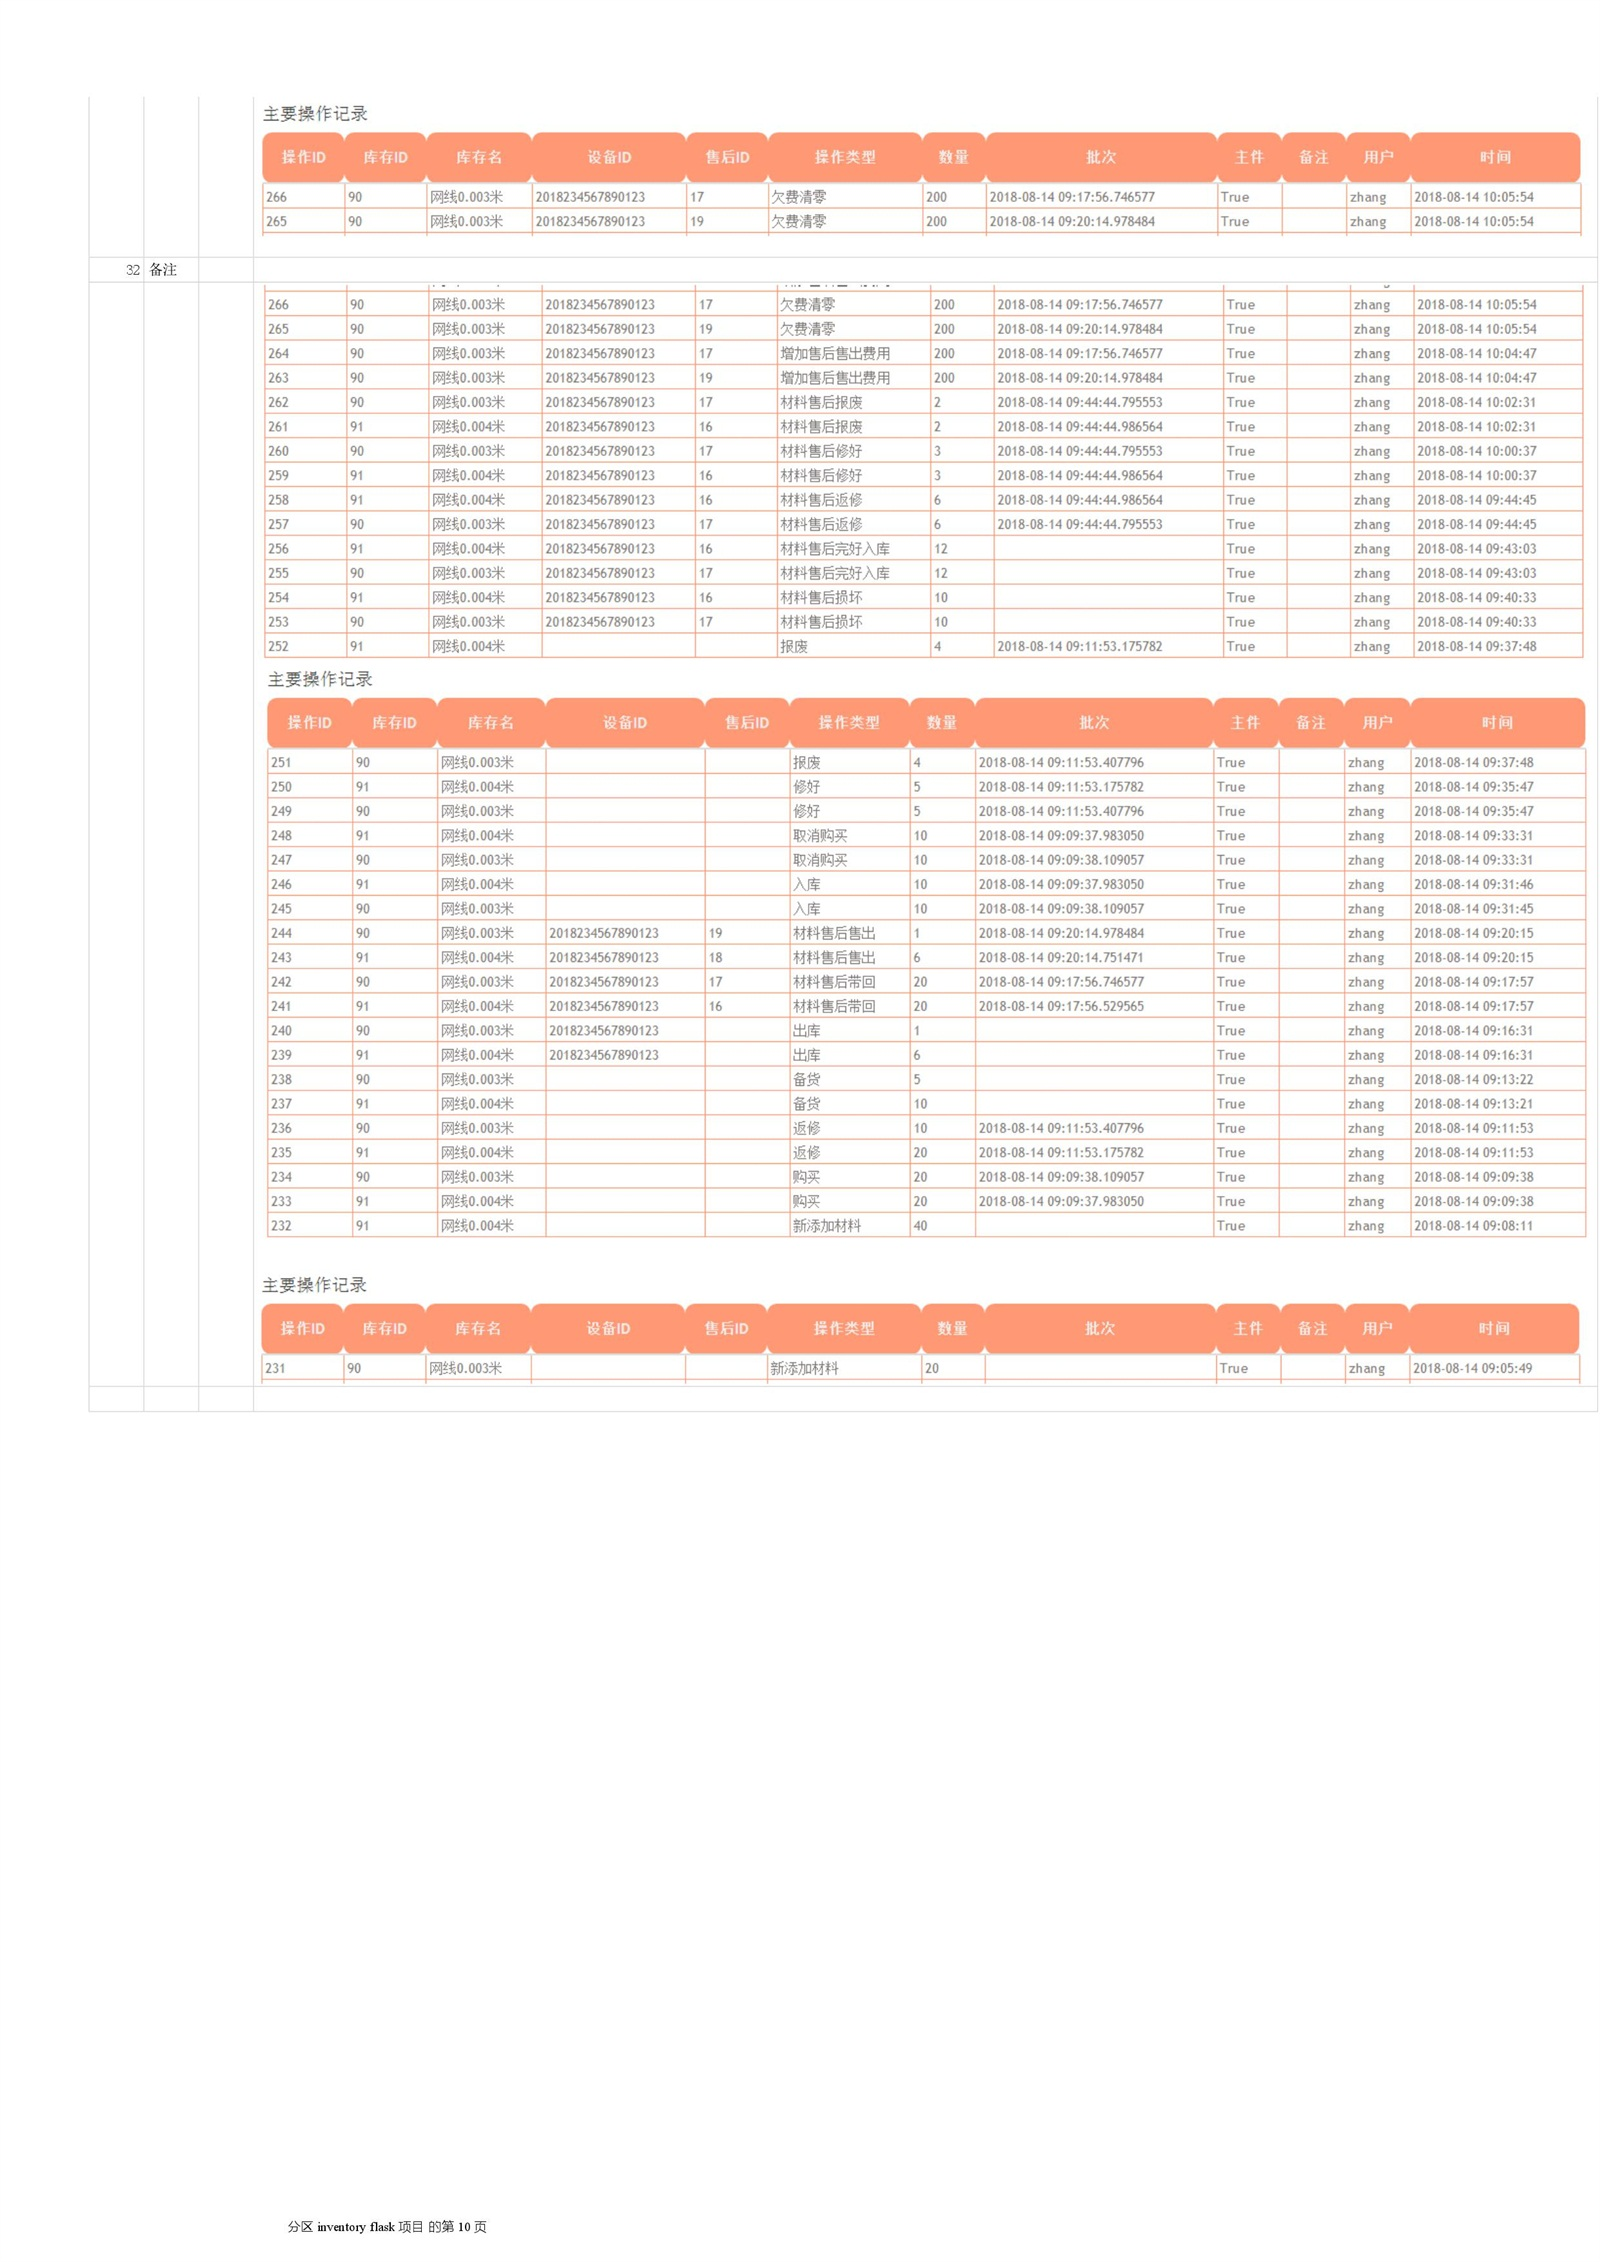 主要操作记录
操作ID 库存ID 库存名 设备ID 售后ID 操作类型 数量 批次 主件 备注 用户 时间
266 90 网线0.003米 2018234567890123 17 欠费清零 200 2018-08-14 09:17:56.746577 True zhang 2018-08-14 10:05:54
265 90 网线0.003米 2018234567890123 19 欠费清零 200 2018-08-14 09:20:14.978484 True zhang 2018-08-14 10:05:54
32 备注
266 90 网线0.003米 2018234567890123 17 欠费清零 200 2018-08-14 09:17:56.746577 True zhang 2018-08-14 10:05:54
265 90 网线0.003米 2018234567890123 19 欠费清零 200 2018-08-14 09:20:14.978484 True zhang 2018-08-14 10:05:54
264 90 网线0.003米 2018234567890123 17 增加售后售出费用 200 2018-08-14 09:17:56.746577 True zhang 2018-08-14 10:04:47
263 90 网线0.003米 2018234567890123 19 增加售后售出费用 200 2018-08-14 09:20:14.978484 True zhang 2018-08-14 10:04:47
262 90 网线0.003米 2018234567890123 17 材料售后报废 2 2018-08-14 09:44:44.795553 True zhang 2018-08-14 10:02:31
261 91 网线0.004米 2018234567890123 16 材料售后报废 2 2018-08-14 09:44:44.986564 True zhang 2018-08-14 10:02:31
260 90 网线0.003米 2018234567890123 17 材料售后修好 3 2018-08-14 09:44:44.795553 True zhang 2018-08-14 10:00:37
259 91 网线0.004米 2018234567890123 16 材料售后修好 3 2018-08-14 09:44:44.986564 True zhang 2018-08-14 10:00:37
258 91 网线0.004米 2018234567890123 16 材料售后返修 6 2018-08-14 09:44:44.986564 True zhang 2018-08-14 09:44:45
257 90 网线0.003米 2018234567890123 17 材料售后返修 6 2018-08-14 09:44:44.795553 True zhang 2018-08-14 09:44:45
256 91 网线0.004米 2018234567890123 16 材料售后完好入库 12 True zhang 2018-08-14 09:43:03
255 90 网线0.003米 2018234567890123 17 材料售后完好入库 12 True zhang 2018-08-14 09:43:03
254 91 网线0.004米 2018234567890123 16 材料售后损坏 10 True zhang 2018-08-14 09:40:33
253 90 网线0.003米 2018234567890123 17 材料售后损坏 10 True zhang 2018-08-14 09:40:33
252 91 网线0.004米 报废 4 2018-08-14 09:11:53.175782 True zhang 2018-08-14 09:37:48
主要操作记录
操作ID 库存ID 库存名 设备ID 售后ID 操作类型 数量 批次 主件 备注 用户 时间
251 90 网线0.003米 报废 4 2018-08-14 09:11:53.407796 True zhang 2018-08-14 09:37:48
250 91 网线0.004米 修好 5 2018-08-14 09:11:53.175782 True zhang 2018-08-14 09:35:47
249 90 网线0.003米 修好 5 2018-08-14 09:11:53.407796 True zhang 2018-08-14 09:35:47
248 91 网线0.004米 取消购买 10 2018-08-14 09:09:37.983050 True zhang 2018-08-14 09:33:31
247 90 网线0.003米 取消购买 10 2018-08-14 09:09:38.109057 True zhang 2018-08-14 09:33:31
246 91 网线0.004米 入库 10 2018-08-14 09:09:37.983050 True zhang 2018-08-14 09:31:46
245 90 网线0.003米 入库 10 2018-08-14 09:09:38.109057 True zhang 2018-08-14 09:31:45
244 90 网线0.003米 2018234567890123 19 材料售后售出 1 2018-08-14 09:20:14.978484 True zhang 2018-08-14 09:20:15
243 91 网线0.004米 2018234567890123 18 材料售后售出 6 2018-08-14 09:20:14.751471 True zhang 2018-08-14 09:20:15
242 90 网线0.003米 2018234567890123 17 材料售后带回 20 2018-08-14 09:17:56.746577 True zhang 2018-08-14 09:17:57
241 91 网线0.004米 2018234567890123 16 材料售后带回 20 2018-08-14 09:17:56.529565 True zhang 2018-08-14 09:17:57
240 90 网线0.003米 2018234567890123 出库 1 True zhang 2018-08-14 09:16:31
239 91 网线0.004米 2018234567890123 出库 6 True zhang 2018-08-14 09:16:31
238 90 网线0.003米 备货 5 True zhang 2018-08-14 09:13:22
237 91 网线0.004米 备货 10 True zhang 2018-08-14 09:13:21
236 90 网线0.003米 返修 10 2018-08-14 09:11:53.407796 True zhang 2018-08-14 09:11:53
235 91 网线0.004米 返修 20 2018-08-14 09:11:53.175782 True zhang 2018-08-14 09:11:53
234 90 网线0.003米 购买 20 2018-08-14 09:09:38.109057 True zhang 2018-08-14 09:09:38
233 91 网线0.004米 购买 20 2018-08-14 09:09:37.983050 True zhang 2018-08-14 09:09:38
232 91 网线0.004米 新添加材料 40 True zhang 2018-08-14 09:08:11
主要操作记录
操作ID 库存ID 库存名 设备ID 售后ID 操作类型 数量 批次 主件 备注 用户 时间
231 90 网线0.003米 新添加材料 20 True zhang 2018-08-14 09:05:49
分区 inventory flask 项目 的第 10 页